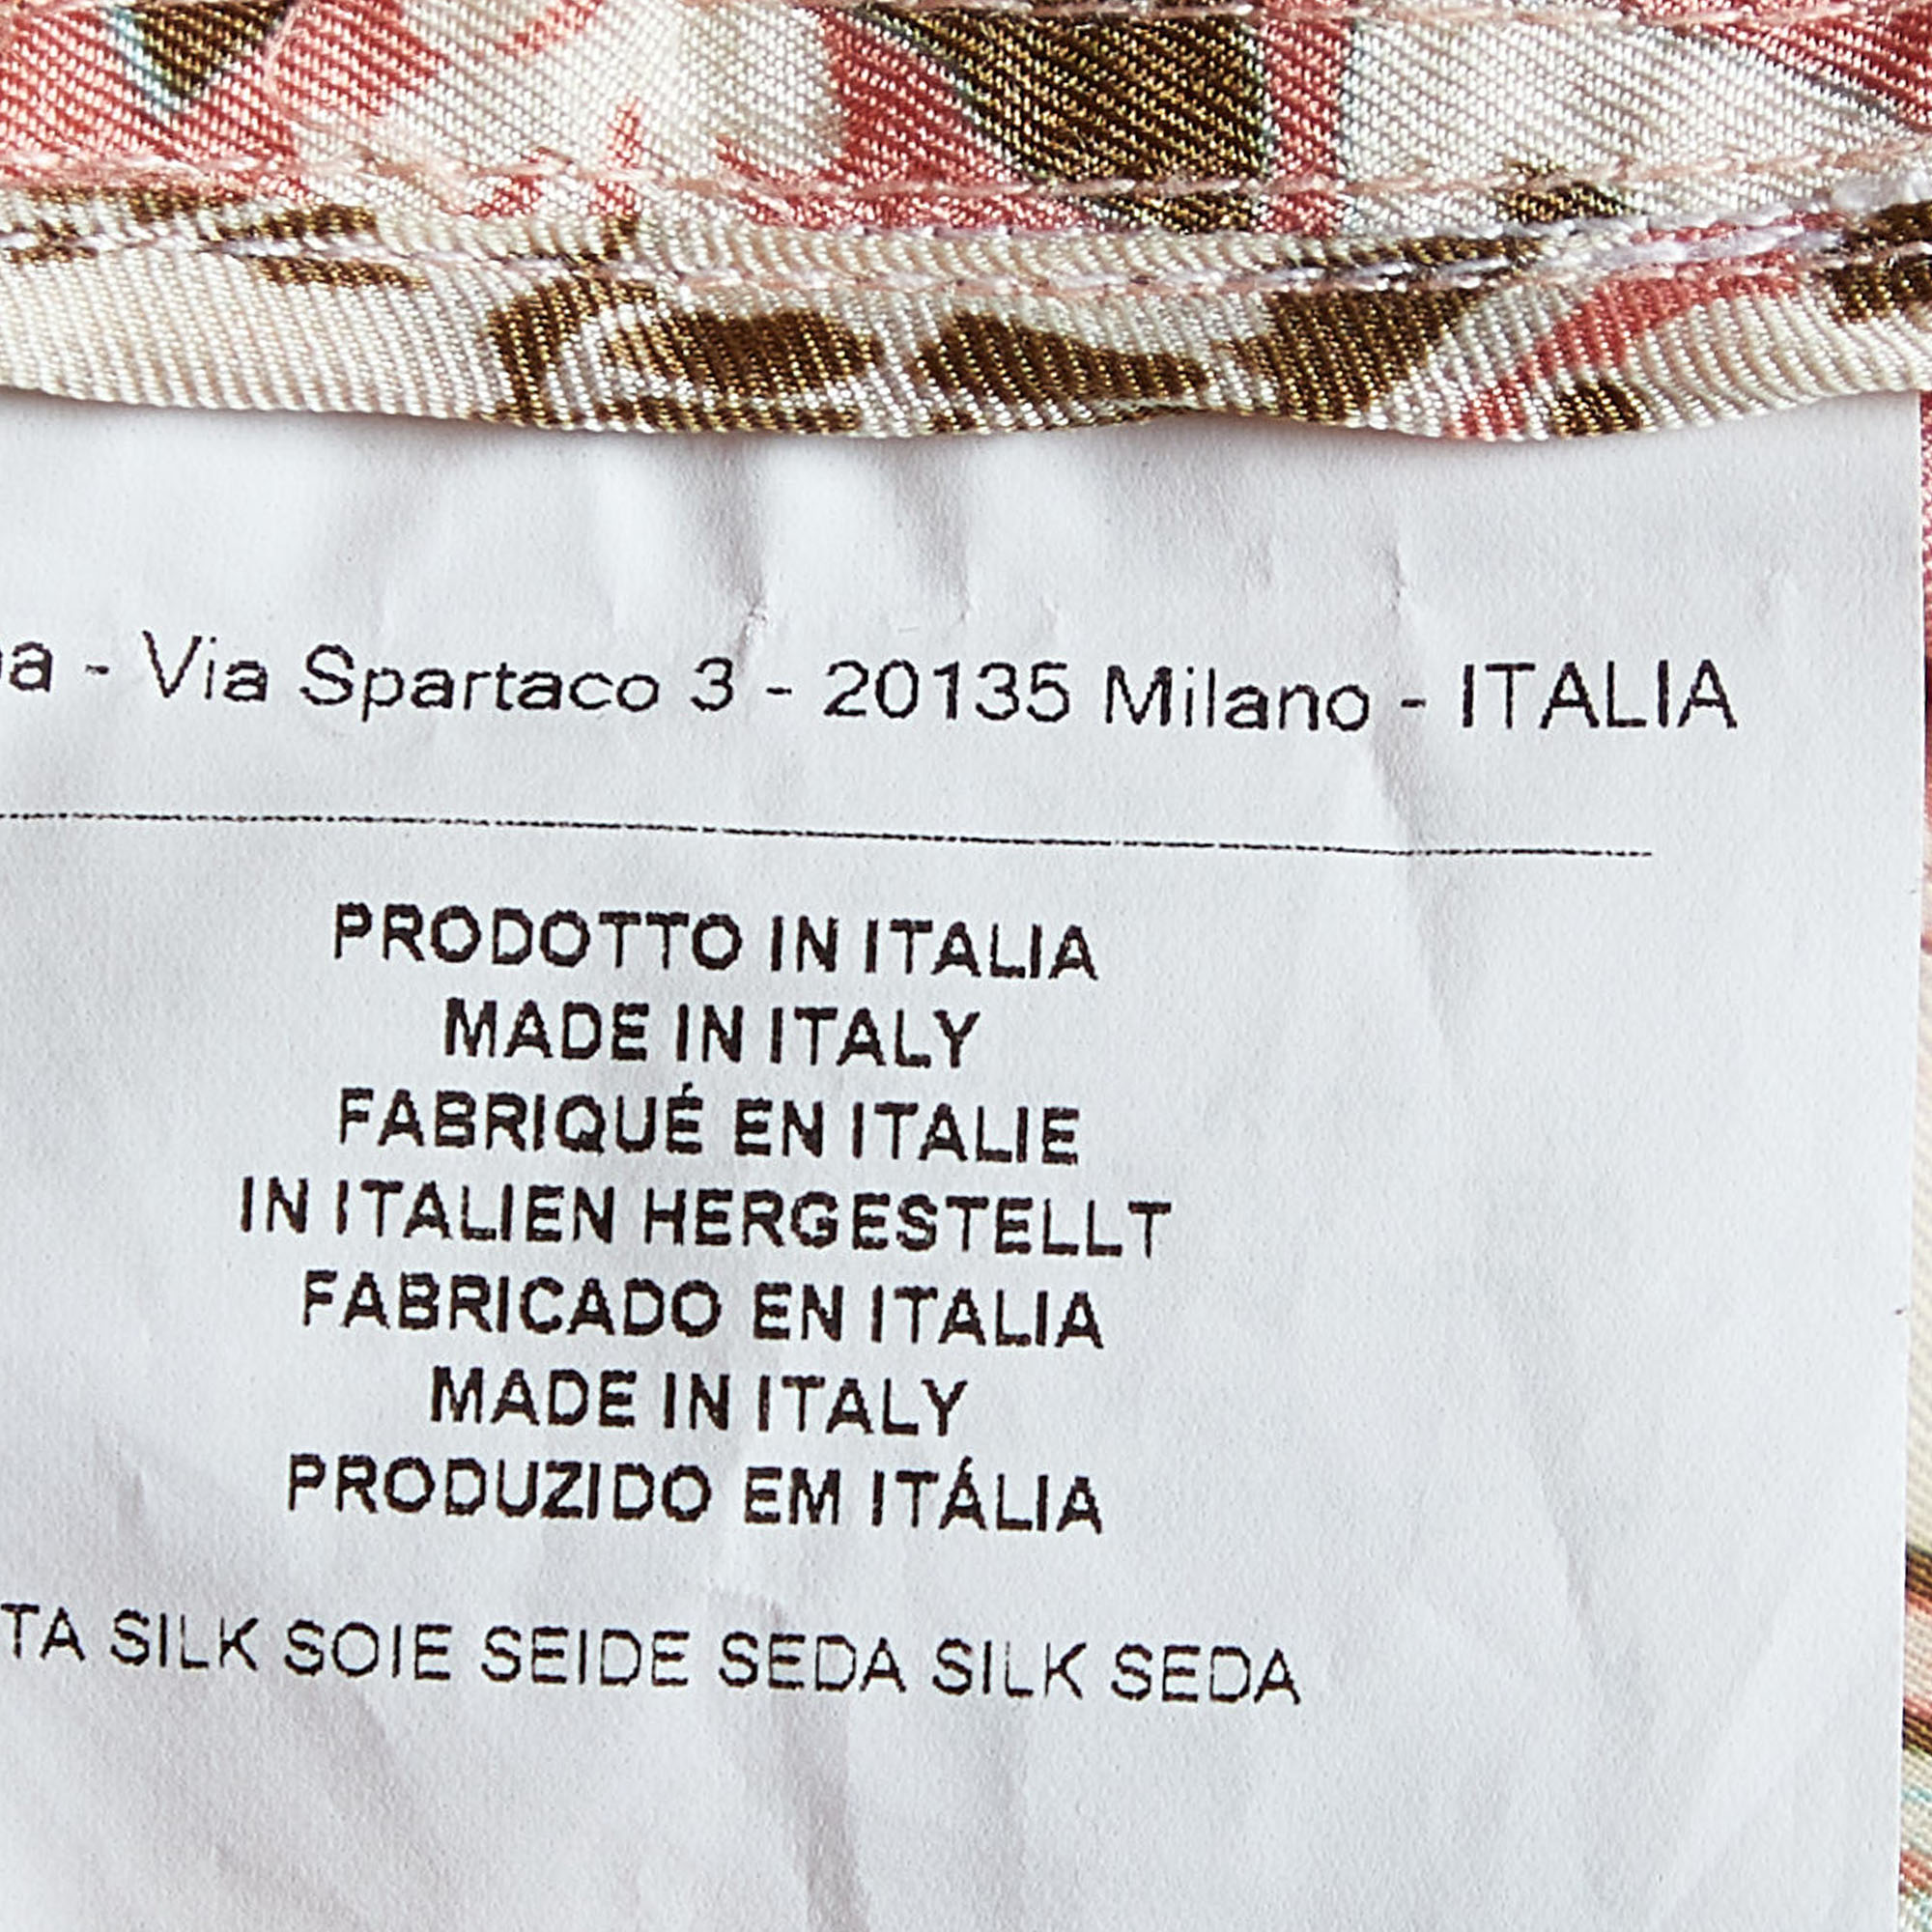 - Via Spartaco 3 - 20135 Milano - ITALIA
PRODOTTO IN ITALIA
MADE IN ITALY
FABRIQUÉ EN ITALIE
IN ITALIEN HERGESTELLT
FABRICADO EN ITALIA
MADE IN ITALY
PRODUZIDO EM ITÁLIA
SILK SOIE SEIDE SEDA SILK SEDA